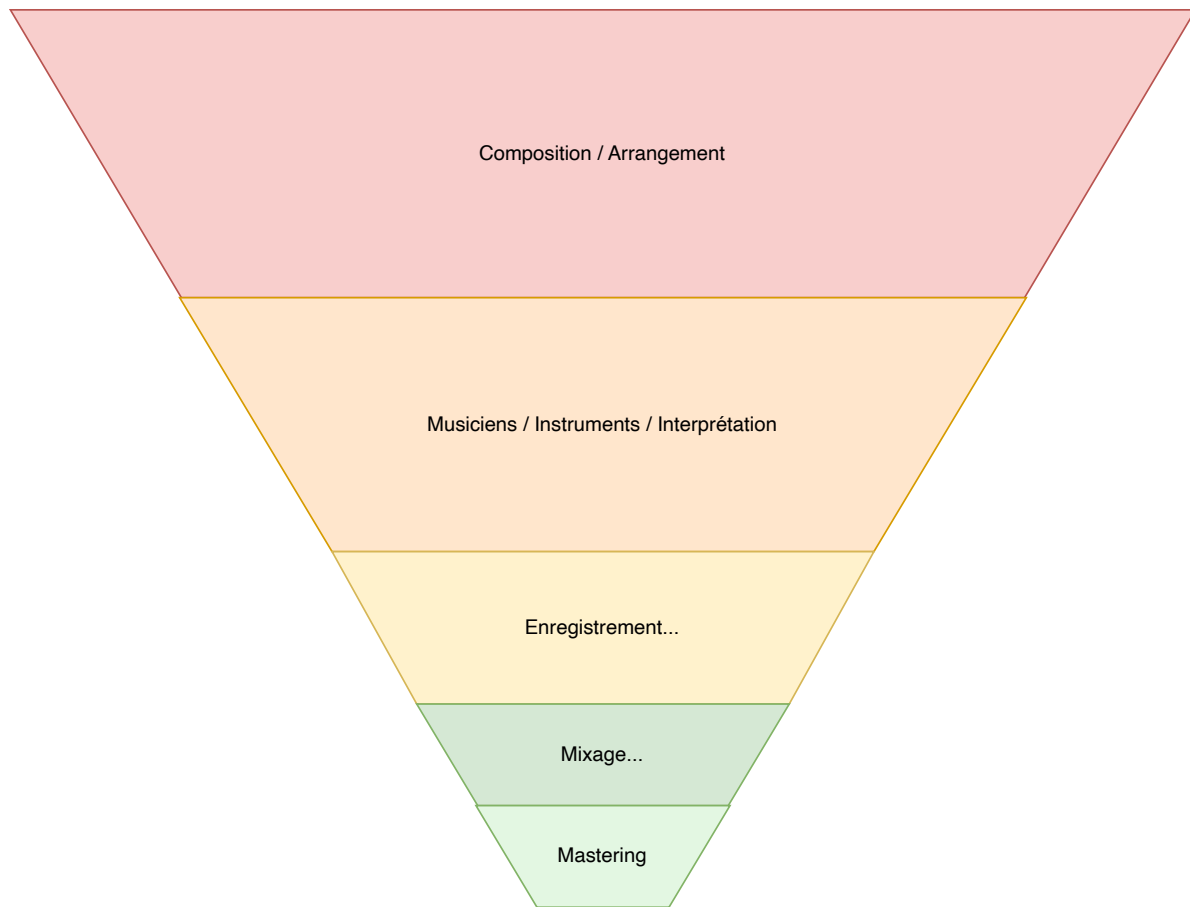 Composition / Arrangement
Musiciens / Instruments / Interprétation
Enregistrement...
Mixage...
Mastering